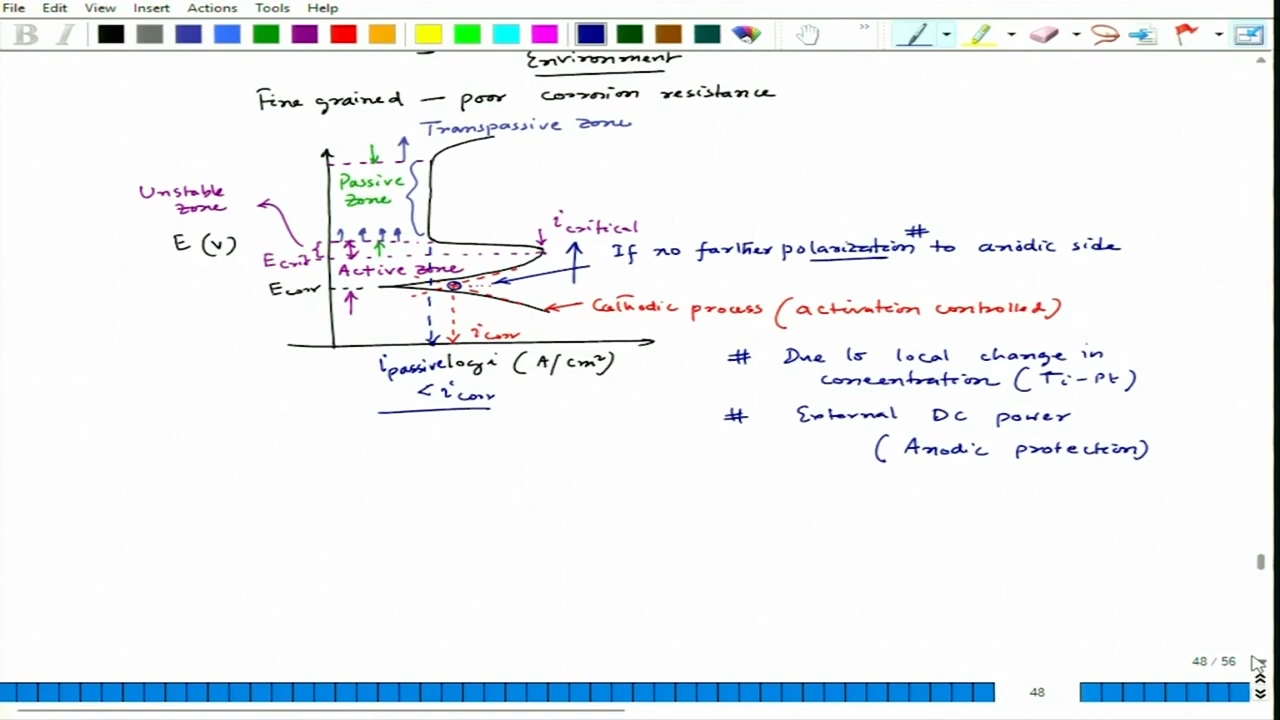 File Edit View Insert Actions Tools Help
B I
Environment
Fine grained — poor corrosion resistance
Transpassive zone
Passive
zone
Unstable
zone
E (v)
i critical
If no farther polarization # to anodic side
Ecrit
Active zone
Ecorr
Cathodic process (activation controlled)
icorr
ipassive log i (A/cm²)
< icorr
# Due to local change in
concentration (Ti-Pt)
# External DC power
(Anodic protection)
48 / 56
48